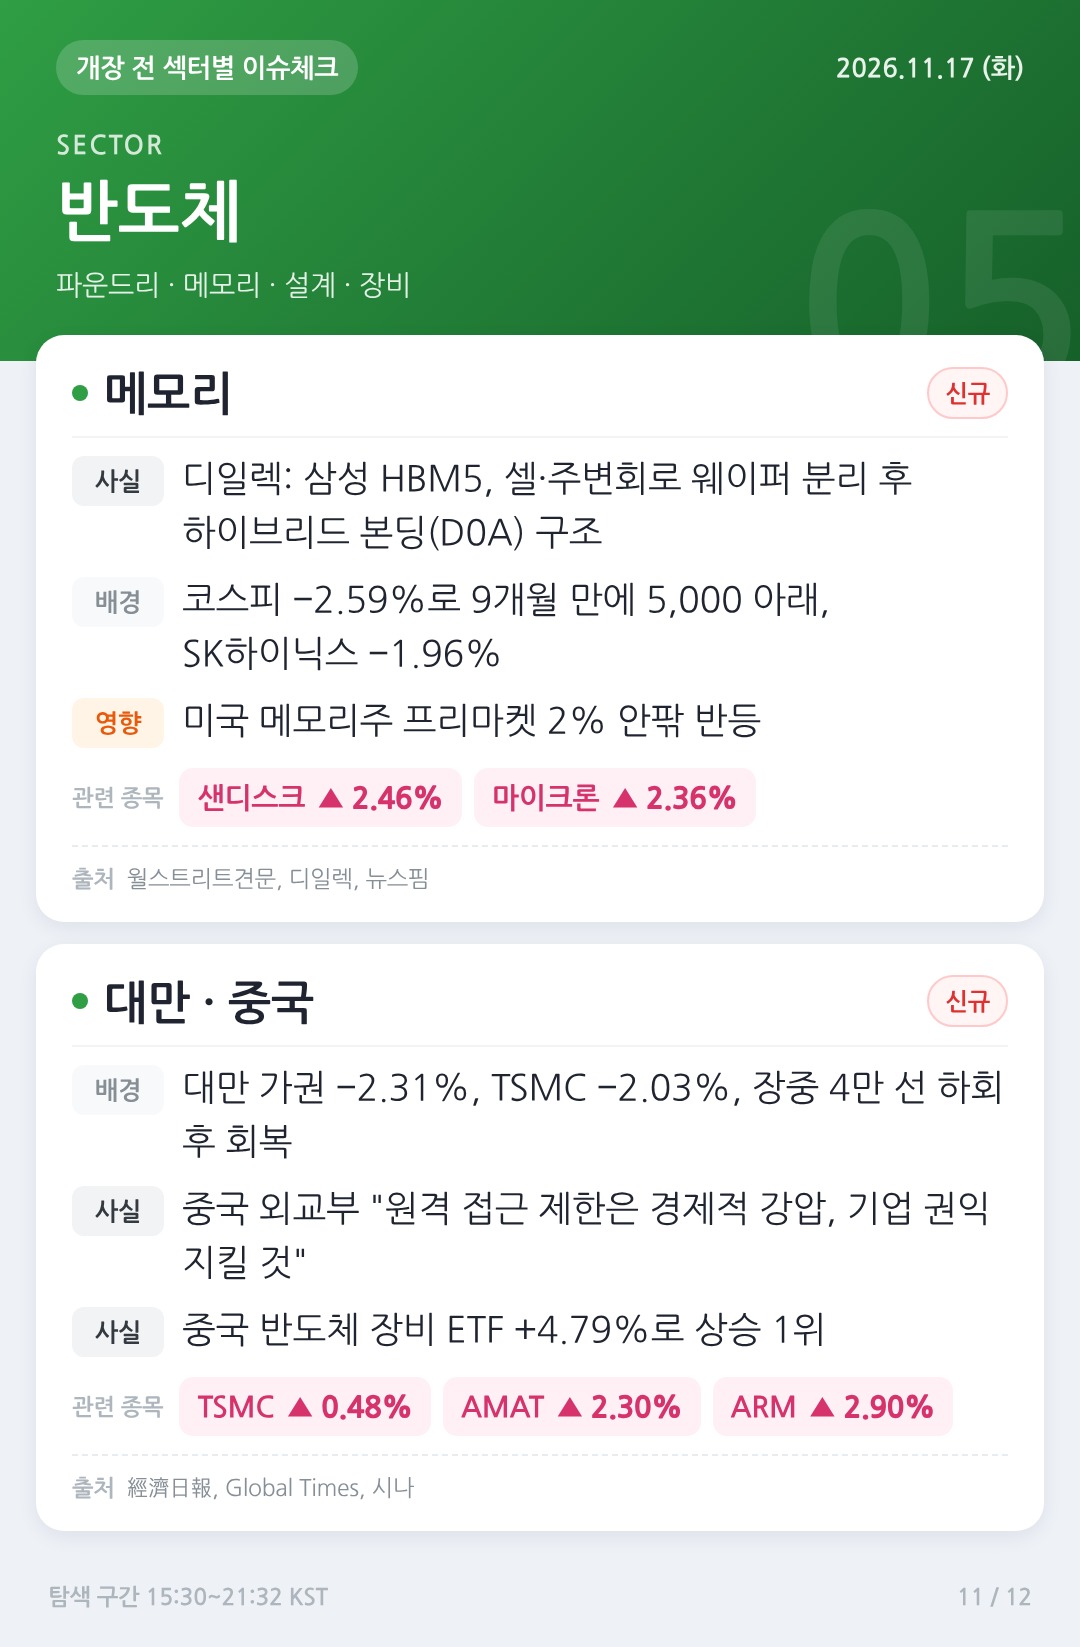 개장 전 섹터별 이슈체크
2026.11.17 (화)
SECTOR
반도체
파운드리 · 메모리 · 설계 · 장비
05
메모리
신규
사실 디일렉: 삼성 HBM5, 셀·주변회로 웨이퍼 분리 후
하이브리드 본딩(D0A) 구조
배경 코스피 −2.59%로 9개월 만에 5,000 아래,
SK하이닉스 −1.96%
영향 미국 메모리주 프리마켓 2% 안팎 반등
관련 종목 샌디스크 ▲ 2.46% 마이크론 ▲ 2.36%
출처 월스트리트견문, 디일렉, 뉴스핌
대만 · 중국
신규
배경 대만 가권 −2.31%, TSMC −2.03%, 장중 4만 선 하회
후 회복
사실 중국 외교부 "원격 접근 제한은 경제적 강압, 기업 권익
지킬 것"
사실 중국 반도체 장비 ETF +4.79%로 상승 1위
관련 종목 TSMC ▲ 0.48% AMAT ▲ 2.30% ARM ▲ 2.90%
출처 經濟日報, Global Times, 시나
탐색 구간 15:30~21:32 KST
11 / 12